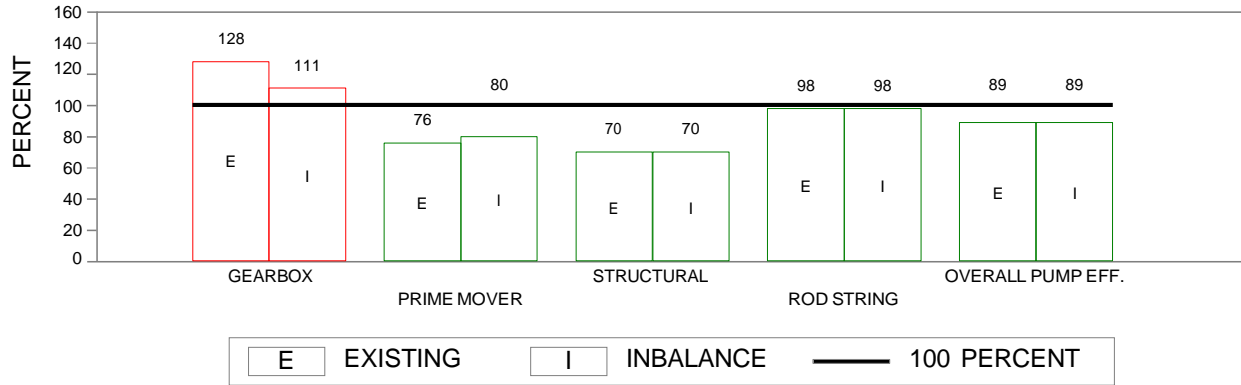 PERCENT
160
140
120
100
80
60
40
20
0
128
111
76
80
70
70
98
98
89
89
E
I
E
I
E
I
E
I
E
I
GEARBOX
PRIME MOVER
STRUCTURAL
ROD STRING
OVERALL PUMP EFF.
E EXISTING I INBALANCE 100 PERCENT